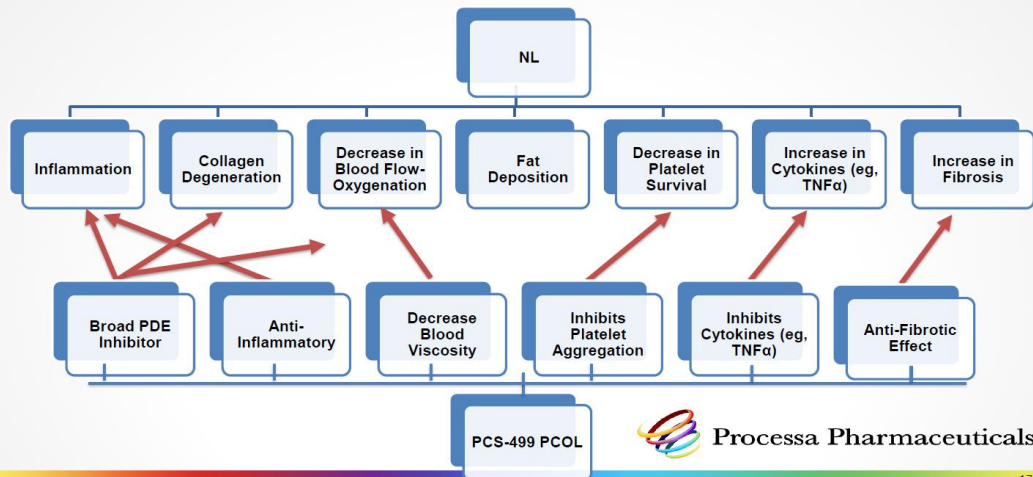 NL
Inflammation
Collagen
Degeneration
Decrease in
Blood Flow-
Oxygenation
Fat
Deposition
Decrease in
Platelet
Survival
Increase in
Cytokines (eg,
TNFα)
Increase in
Fibrosis
Broad PDE
Inhibitor
Anti-
Inflammatory
Decrease
Blood
Viscosity
Inhibits
Platelet
Aggregation
Inhibits
Cytokines (eg,
TNFα)
Anti-Fibrotic
Effect
PCS-499 PCOL
Processa Pharmaceuticals